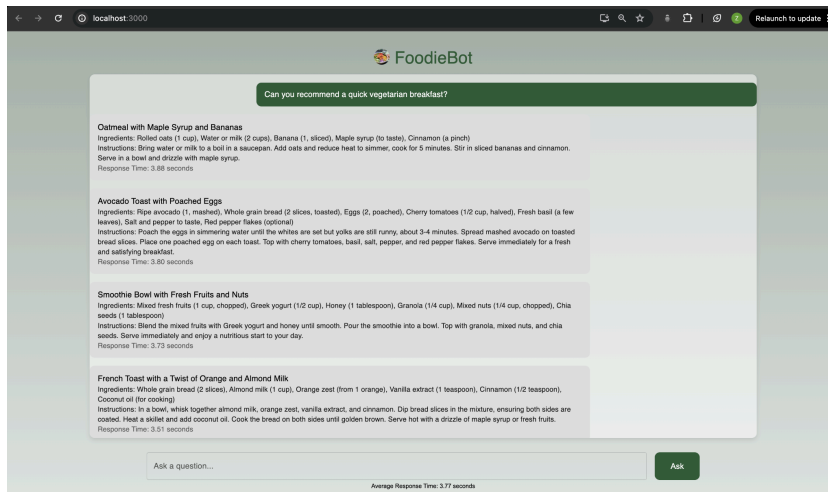 localhost:3000
Z
Relaunch to update
FoodieBot
Can you recommend a quick vegetarian breakfast?
Oatmeal with Maple Syrup and Bananas
Ingredients: Rolled oats (1 cup), Water or milk (2 cups), Banana (1, sliced), Maple syrup (to taste), Cinnamon (a pinch)
Instructions: Bring water or milk to a boil in a saucepan. Add oats and reduce heat to simmer, cook for 5 minutes. Stir in sliced bananas and cinnamon.
Serve in a bowl and drizzle with maple syrup.
Response Time: 3.88 seconds
Avocado Toast with Poached Eggs
Ingredients: Ripe avocado (1, mashed), Whole grain bread (2 slices, toasted), Eggs (2, poached), Cherry tomatoes (1/2 cup, halved), Fresh basil (a few
leaves), Salt and pepper to taste, Red pepper flakes (optional)
Instructions: Poach the eggs in simmering water until the whites are set but yolks are still runny, about 3-4 minutes. Spread mashed avocado on toasted
bread slices. Place one poached egg on each toast. Top with cherry tomatoes, basil, salt, pepper, and red pepper flakes. Serve immediately for a fresh
and satisfying breakfast.
Response Time: 3.80 seconds
Smoothie Bowl with Fresh Fruits and Nuts
Ingredients: Mixed fresh fruits (1 cup, chopped), Greek yogurt (1/2 cup), Honey (1 tablespoon), Granola (1/4 cup), Mixed nuts (1/4 cup, chopped), Chia
seeds (1 tablespoon)
Instructions: Blend the mixed fruits with Greek yogurt and honey until smooth. Pour the smoothie into a bowl. Top with granola, mixed nuts, and chia
seeds. Serve immediately and enjoy a nutritious start to your day.
Response Time: 3.73 seconds
French Toast with a Twist of Orange and Almond Milk
Ingredients: Whole grain bread (2 slices), Almond milk (1 cup), Orange zest (from 1 orange), Vanilla extract (1 teaspoon), Cinnamon (1/2 teaspoon),
Coconut oil (for cooking)
Instructions: In a bowl, whisk together almond milk, orange zest, vanilla extract, and cinnamon. Dip bread slices in the mixture, ensuring both sides are
coated. Heat a skillet and add coconut oil. Cook the bread on both sides until golden brown. Serve hot with a drizzle of maple syrup or fresh fruits.
Response Time: 3.51 seconds
Ask a question...
Ask
Average Response Time: 3.77 seconds